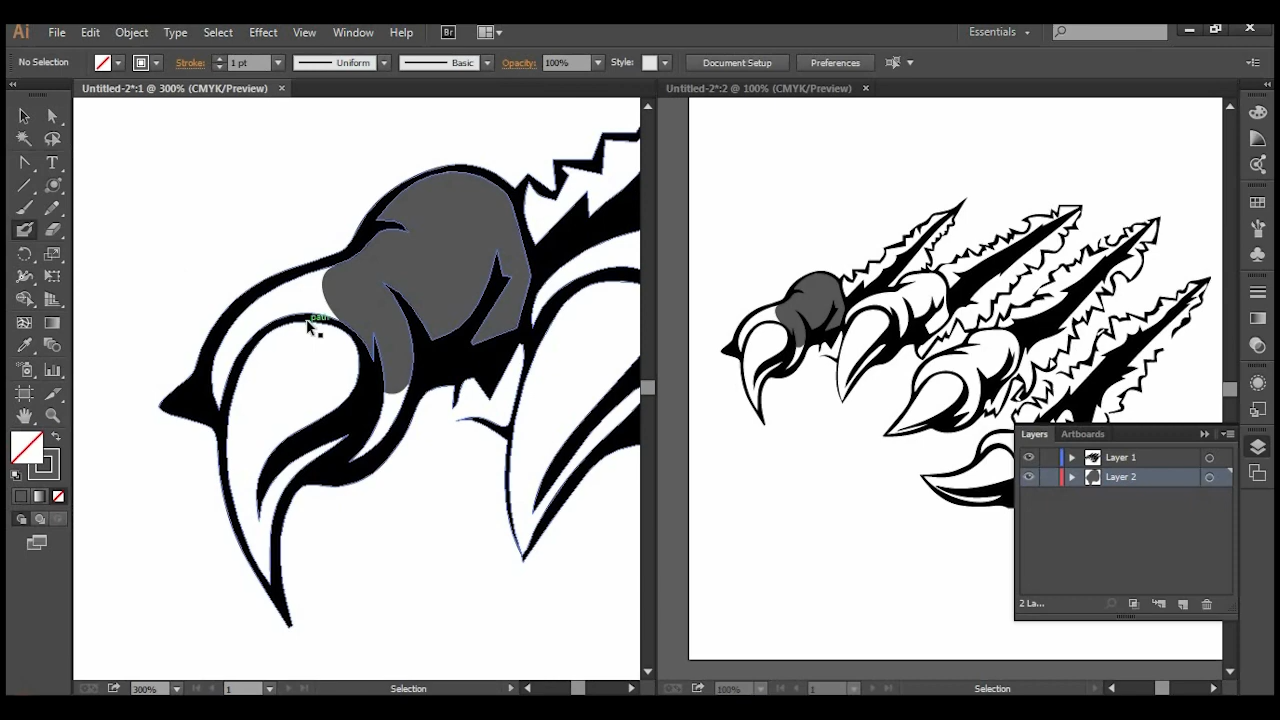 Ai File Edit Object Type Select Effect View Window Help Br Essentials
No Selection Stroke: 1 pt Uniform Basic Opacity: 100% Style: Document Setup Preferences
Untitled-2*:1 @ 300% (CMYK/Preview) Untitled-2*:2 @ 100% (CMYK/Preview)
T
path
Layers Artboards
Layer 1
Layer 2
2 La...
300% 1 Selection 100% 1 Selection